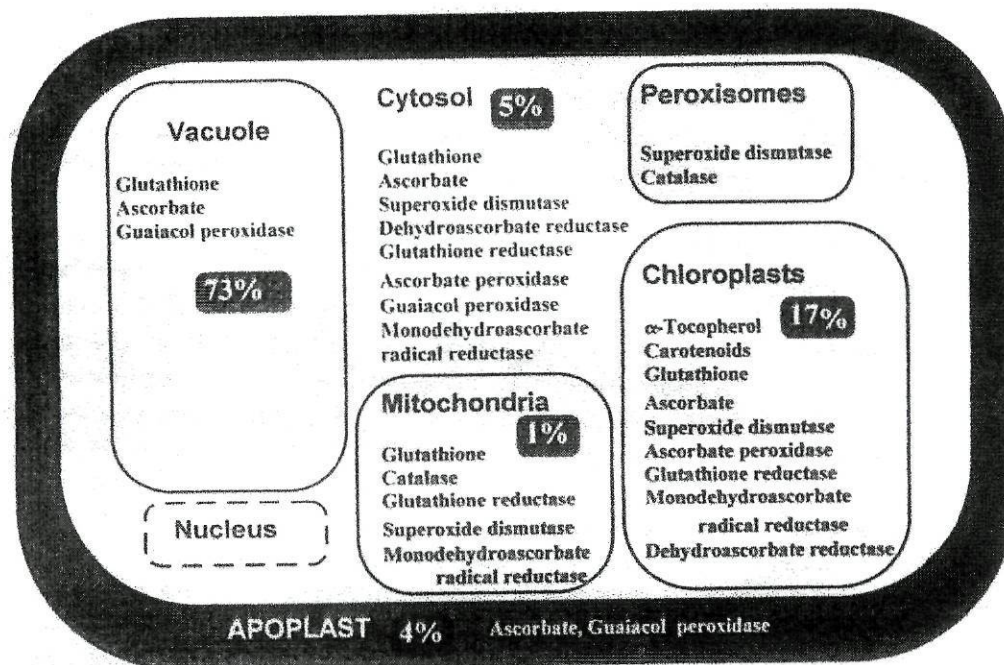 Vacuole
Glutathione
Ascorbate
Guaiacol peroxidase
73%
Cytosol 5%
Glutathione
Ascorbate
Superoxide dismutase
Dehydroascorbate reductase
Glutathione reductase
Ascorbate peroxidase
Guaiacol peroxidase
Monodehydroascorbate
radical reductase
Peroxisomes
Superoxide dismutase
Catalase
Chloroplasts
17%
α-Tocopherol
Carotenoids
Glutathione
Ascorbate
Superoxide dismutase
Ascorbate peroxidase
Glutathione reductase
Monodehydroascorbate
radical reductase
Dehydroascorbate reductase
Mitochondria
1%
Glutathione
Catalase
Glutathione reductase
Superoxide dismutase
Monodehydroascorbate
radical reductase
Nucleus
APOPLAST 4% Ascorbate, Guaiacol peroxidase